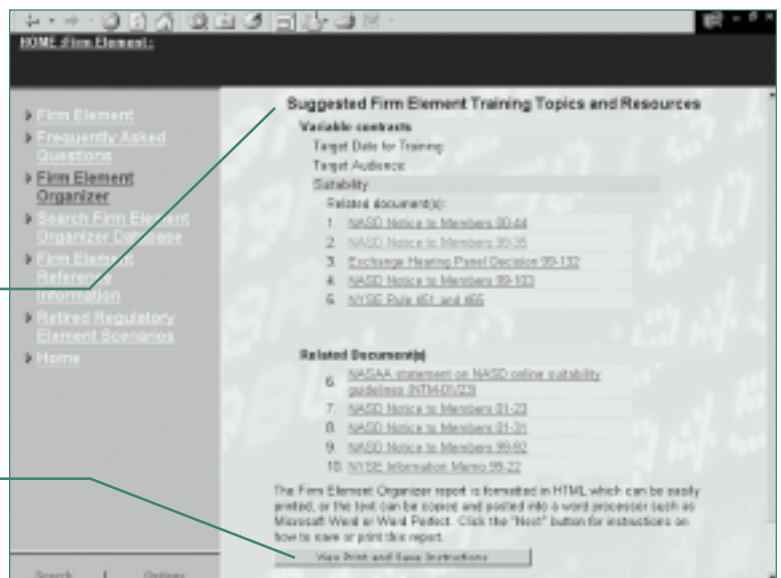 HOME :Firm Element:
Firm Element
Frequently Asked
Questions
Firm Element
Organizer
Search Firm Element
Organizer Database
Firm Element
Reference
Information
Retired Regulatory
Element Scenarios
Home
Search | Options
Suggested Firm Element Training Topics and Resources
Variable contracts
Target Date for Training:
Target Audience:
Suitability
Related document(s):
1. NASD Notice to Members 00-44
2. NASD Notice to Members 99-35
3. Exchange Hearing Panel Decision 99-132
4. NASD Notice to Members 99-103
5. NYSE Rule 451 and 465
Related Document(s)
6. NASAA statement on NASD online suitability
guidelines (NTM-01/23)
7. NASD Notice to Members 01-23
8. NASD Notice to Members 01-31
9. NASD Notice to Members 99-92
10. NYSE Information Memo 99-22
The Firm Element Organizer report is formatted in HTML which can be easily
printed, or the text can be copied and posted into a word processor such as
Microsoft Word or Word Perfect. Click the "Next" button for instructions on
how to save or print this report.
View Print and Save Instructions